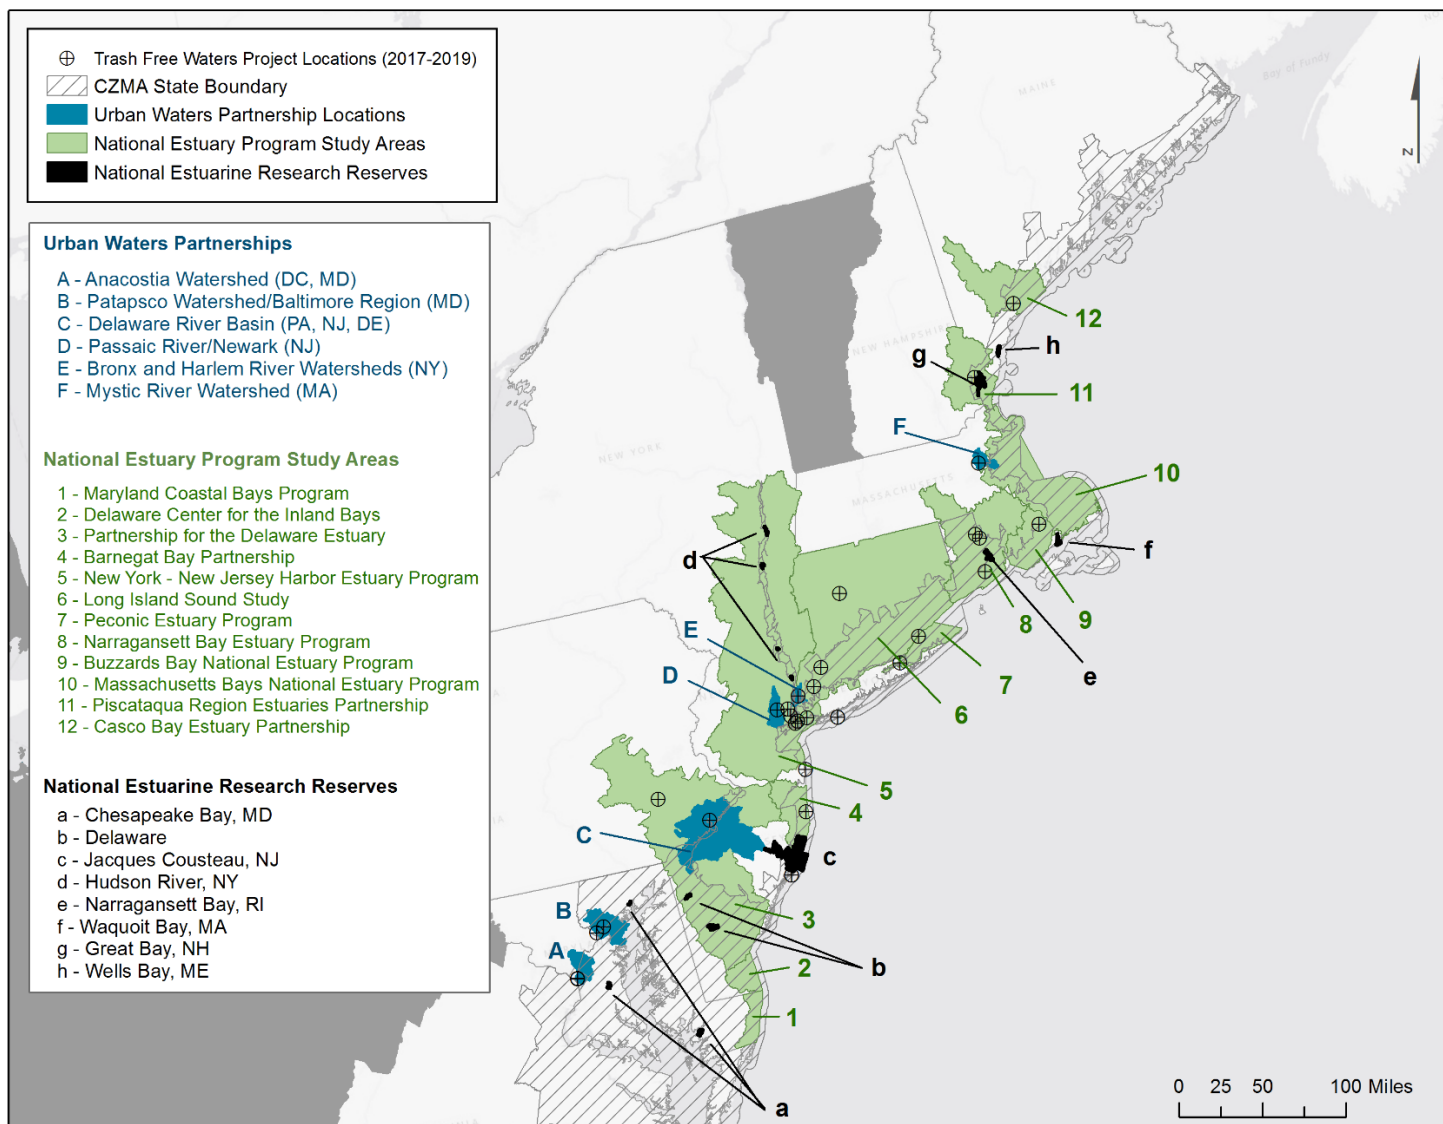 Trash Free Waters Project Locations (2017-2019)
CZMA State Boundary
Urban Waters Partnership Locations
National Estuary Program Study Areas
National Estuarine Research Reserves
Urban Waters Partnerships
A - Anacostia Watershed (DC, MD)
B - Patapsco Watershed/Baltimore Region (MD)
C - Delaware River Basin (PA, NJ, DE)
D - Passaic River/Newark (NJ)
E - Bronx and Harlem River Watersheds (NY)
F - Mystic River Watershed (MA)
National Estuary Program Study Areas
1 - Maryland Coastal Bays Program
2 - Delaware Center for the Inland Bays
3 - Partnership for the Delaware Estuary
4 - Barnegat Bay Partnership
5 - New York - New Jersey Harbor Estuary Program
6 - Long Island Sound Study
7 - Peconic Estuary Program
8 - Narragansett Bay Estuary Program
9 - Buzzards Bay National Estuary Program
10 - Massachusetts Bays National Estuary Program
11 - Piscataqua Region Estuaries Partnership
12 - Casco Bay Estuary Partnership
National Estuarine Research Reserves
a - Chesapeake Bay, MD
b - Delaware
c - Jacques Cousteau, NJ
d - Hudson River, NY
e - Narragansett Bay, RI
f - Waquoit Bay, MA
g - Great Bay, NH
h - Wells Bay, ME
Bay of Fundy
MAINE
N
12
NEW HAMPSHIRE
h
g
11
F
NEW YORK
10
MASSACHUSETTS
f
d
9
8
E
e
D
7
6
5
4
C
c
B
3
A
b
2
1
a
0 25 50 100 Miles